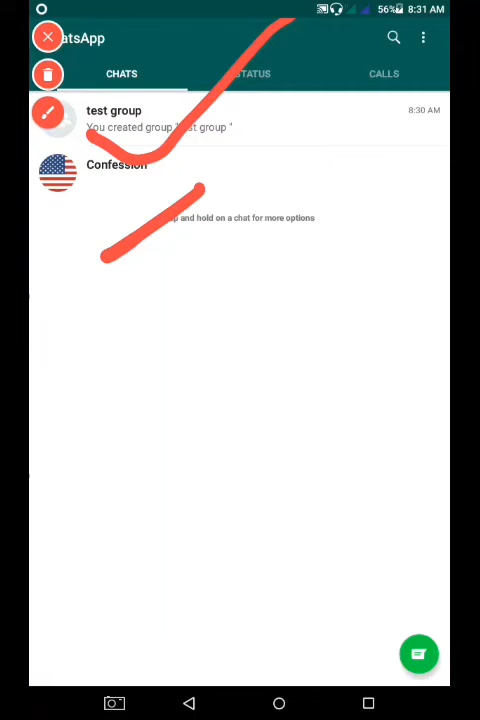 56% 8:31 AM
atsApp
CHATS
STATUS
CALLS
test group
8:30 AM
You created group "test group "
Confession
and hold on a chat for more options